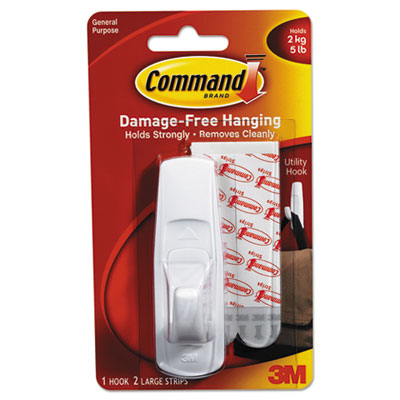 General
Purpose
Holds
2 kg
5 lb
Command
BRAND
Damage-Free Hanging
Holds Strongly • Removes Cleanly
Utility
Hook
1 HOOK 2 LARGE STRIPS
3M